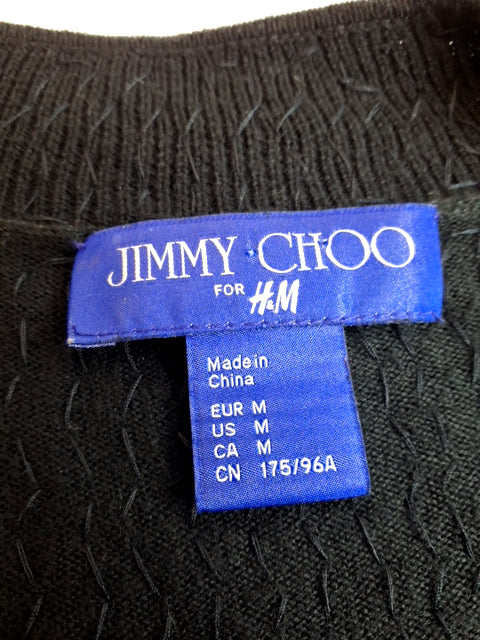 JIMMY CHOO
FOR H&M
Made in
China
EUR M
US M
CA M
CN 175/96A